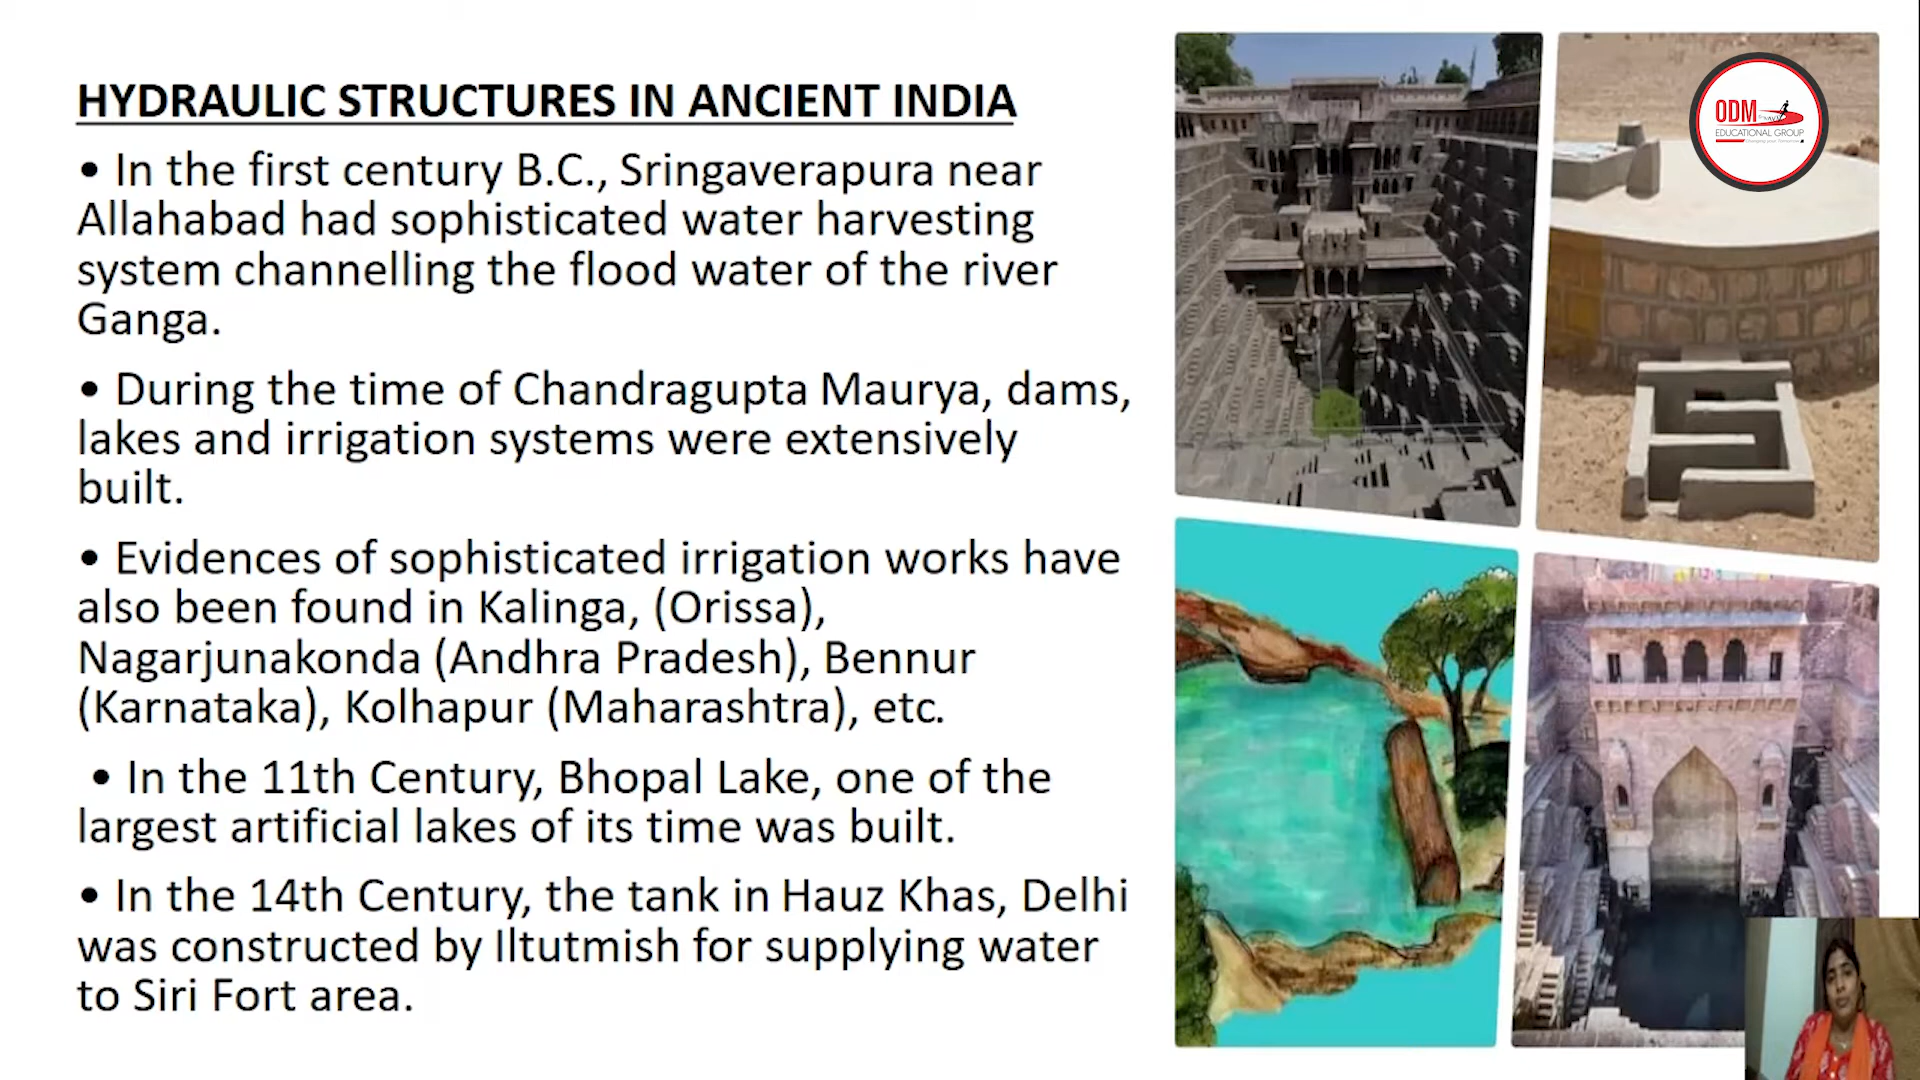 HYDRAULIC STRUCTURES IN ANCIENT INDIA
• In the first century B.C., Sringaverapura near
Allahabad had sophisticated water harvesting
system channelling the flood water of the river
Ganga.
• During the time of Chandragupta Maurya, dams,
lakes and irrigation systems were extensively
built.
• Evidences of sophisticated irrigation works have
also been found in Kalinga, (Orissa),
Nagarjunakonda (Andhra Pradesh), Bennur
(Karnataka), Kolhapur (Maharashtra), etc.
• In the 11th Century, Bhopal Lake, one of the
largest artificial lakes of its time was built.
• In the 14th Century, the tank in Hauz Khas, Delhi
was constructed by Iltutmish for supplying water
to Siri Fort area.
ODM
EDUCATIONAL GROUP